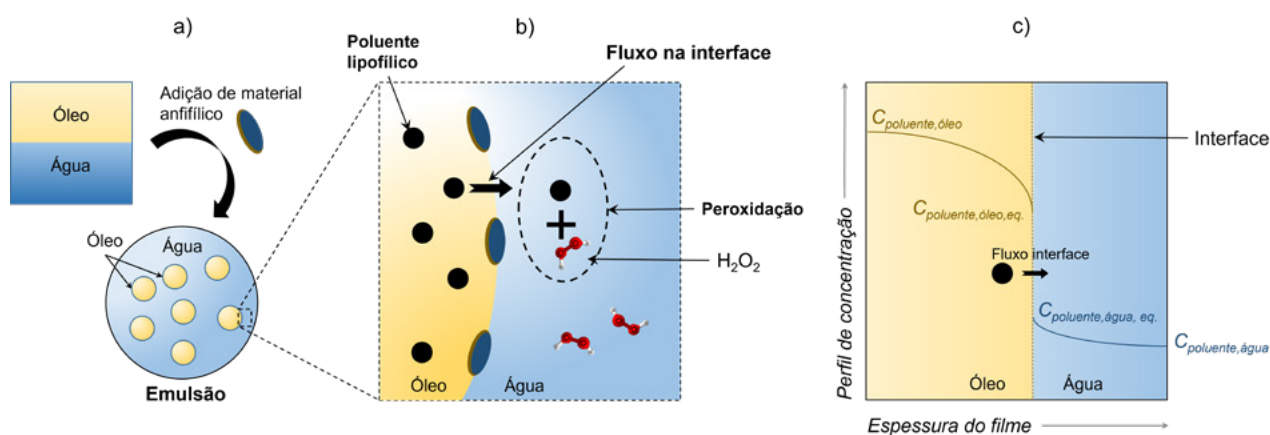 a)
Óleo
Água
Adição de material
anfifílico
Óleo
Água
Emulsão
b)
Poluente
lipofílico
Fluxo na interface
Peroxidação
H2O2
Óleo
Água
c)
Perfil de concentração
Cpoluente,óleo
Cpoluente,óleo,eq.
Interface
Fluxo interface
Cpoluente,água, eq.
Cpoluente,água
Óleo
Água
Espessura do filme